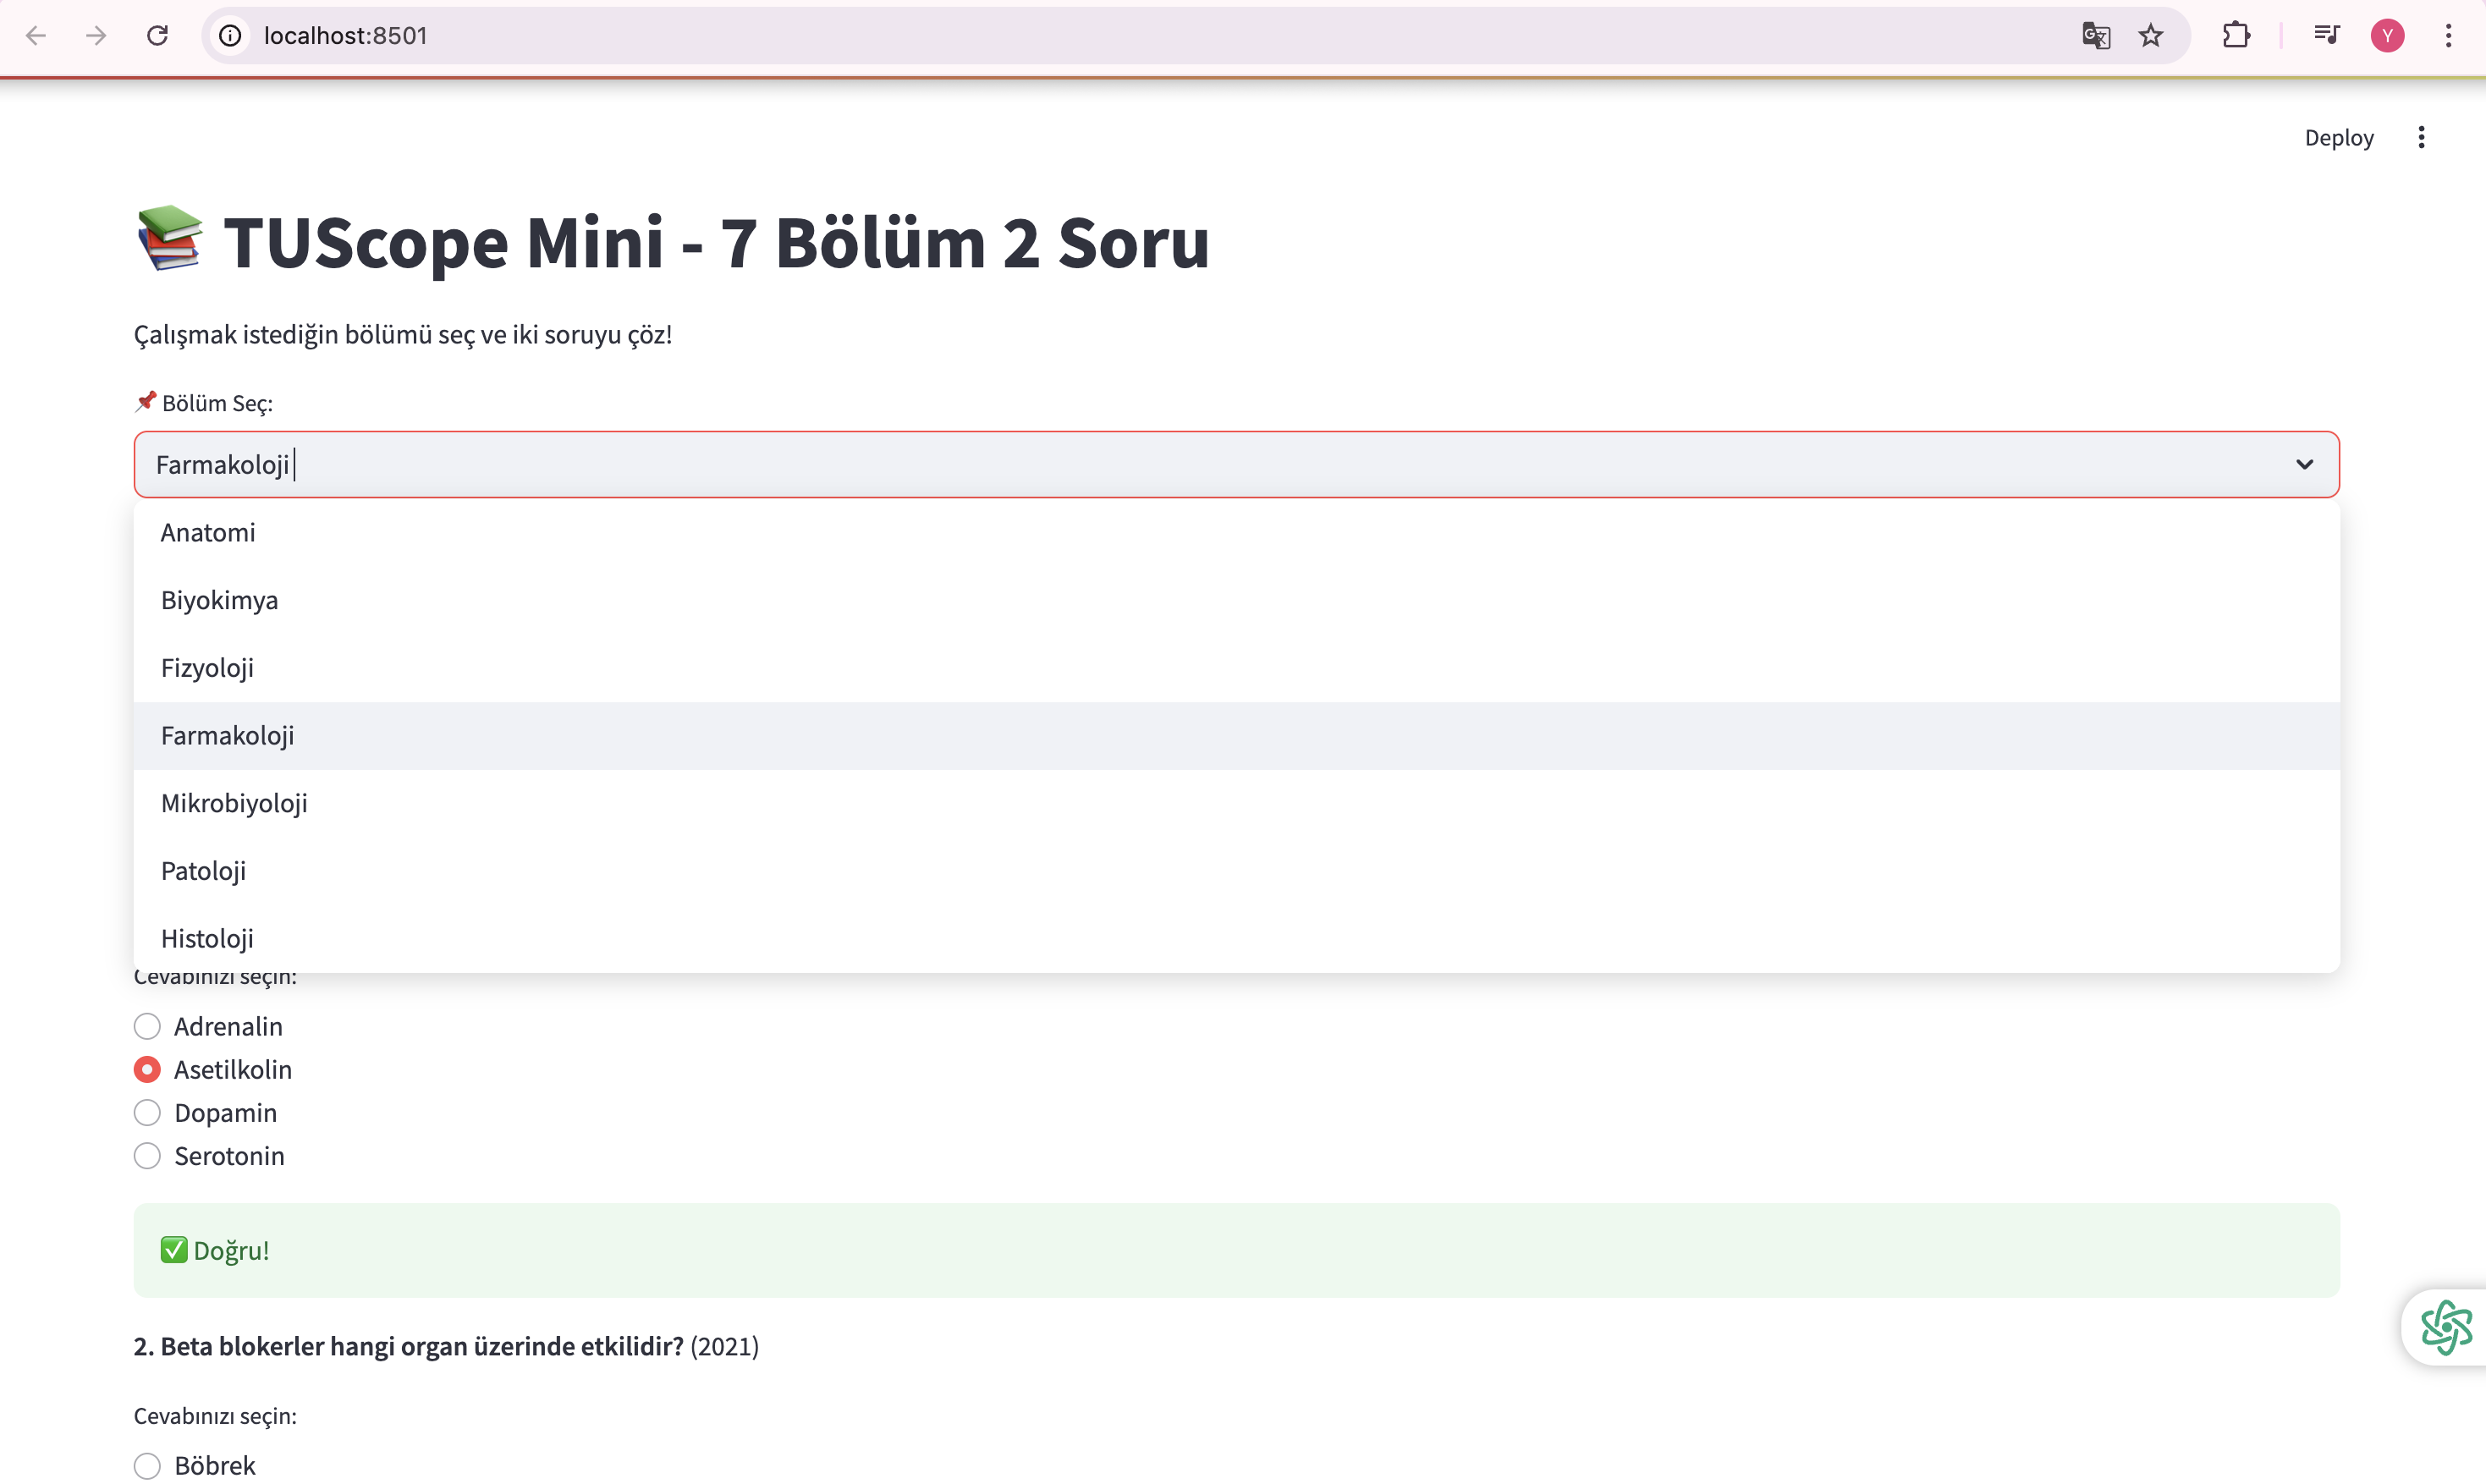 localhost:8501
Y
Deploy
📚 TUScope Mini - 7 Bölüm 2 Soru
Çalışmak istediğin bölümü seç ve iki soruyu çöz!
📌 Bölüm Seç:
Farmakoloji
Anatomi
Biyokimya
Fizyoloji
Farmakoloji
Mikrobiyoloji
Patoloji
Histoloji
Cevabınızı seçin:
Adrenalin
Asetilkolin
Dopamin
Serotonin
✅ Doğru!
2. Beta blokerler hangi organ üzerinde etkilidir? (2021)
Cevabınızı seçin:
Böbrek